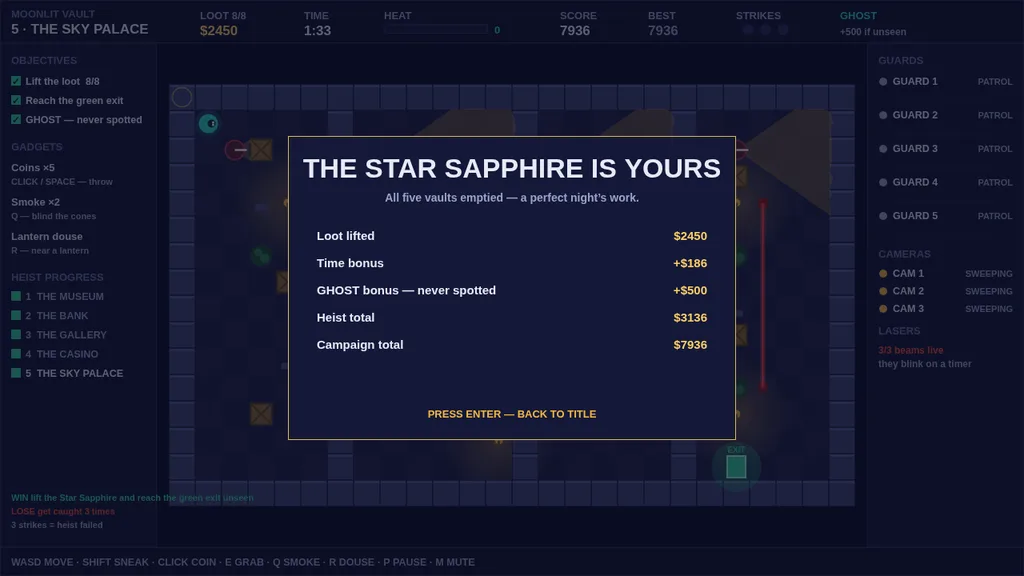 MOONLIT VAULT
5 · THE SKY PALACE
LOOT 8/8
$2450
TIME
1:33
HEAT
0
SCORE
7936
BEST
7936
STRIKES
GHOST
+500 if unseen
OBJECTIVES
Lift the loot 8/8
Reach the green exit
GHOST — never spotted
GADGETS
Coins ×5
CLICK / SPACE — throw
Smoke ×2
Q — blind the cones
Lantern douse
R — near a lantern
HEIST PROGRESS
1 THE MUSEUM
2 THE BANK
3 THE GALLERY
4 THE CASINO
5 THE SKY PALACE
WIN lift the Star Sapphire and reach the green exit unseen
LOSE get caught 3 times
3 strikes = heist failed
THE STAR SAPPHIRE IS YOURS
All five vaults emptied — a perfect night's work.
Loot lifted $2450
Time bonus +$186
GHOST bonus — never spotted +$500
Heist total $3136
Campaign total $7936
PRESS ENTER — BACK TO TITLE
EXIT
GUARDS
GUARD 1 PATROL
GUARD 2 PATROL
GUARD 3 PATROL
GUARD 4 PATROL
GUARD 5 PATROL
CAMERAS
CAM 1 SWEEPING
CAM 2 SWEEPING
CAM 3 SWEEPING
LASERS
3/3 beams live
they blink on a timer
WASD MOVE · SHIFT SNEAK · CLICK COIN · E GRAB · Q SMOKE · R DOUSE · P PAUSE · M MUTE